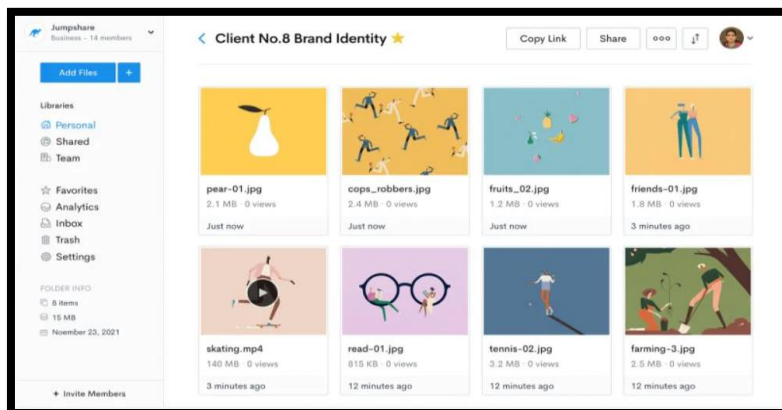 Jumpshare
Business - 14 members
Client No.8 Brand Identity
Copy Link
Share
Add Files
+
Libraries
Personal
Shared
Team
Favorites
Analytics
Inbox
Trash
Settings
FOLDER INFO
8 items
15 MB
Noember 23, 2021
+ Invite Members
pear-01.jpg
2.1 MB · 0 views
Just now
cops_robbers.jpg
2.4 MB · 0 views
Just now
fruits_02.jpg
1.2 MB · 0 views
Just now
friends-01.jpg
1.8 MB · 0 views
3 minutes ago
skating.mp4
140 MB · 0 views
3 minutes ago
read-01.jpg
815 KB · 0 views
12 minutes ago
tennis-02.jpg
3.2 MB · 0 views
12 minutes ago
farming-3.jpg
2.5 MB · 0 views
12 minutes ago